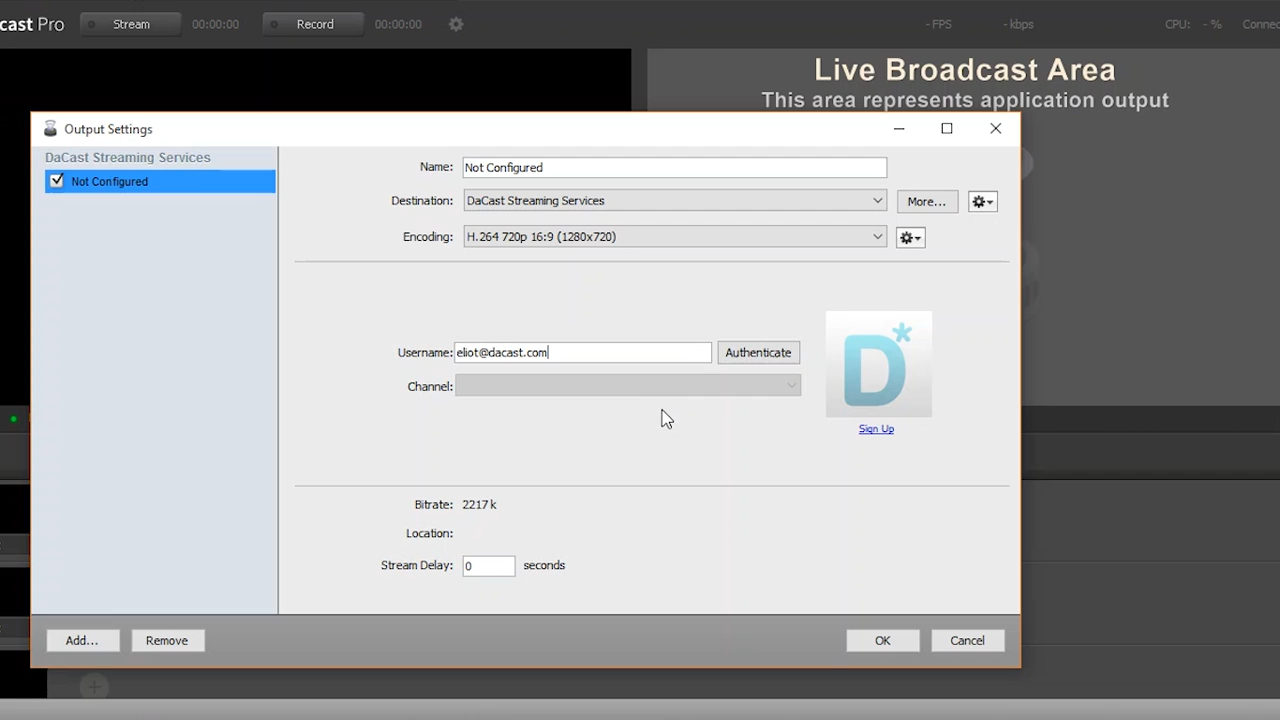 cast Pro
Stream
00:00:00
Record
00:00:00
- FPS
- kbps
CPU: - %
Live Broadcast Area
This area represents application output
Output Settings
DaCast Streaming Services
Not Configured
Name: Not Configured
Destination: DaCast Streaming Services
More...
Encoding: H.264 720p 16:9 (1280x720)
Username: eliot@dacast.com
Authenticate
Channel:
D*
Sign Up
Bitrate: 2217 k
Location:
Stream Delay: 0 seconds
Add...
Remove
OK
Cancel